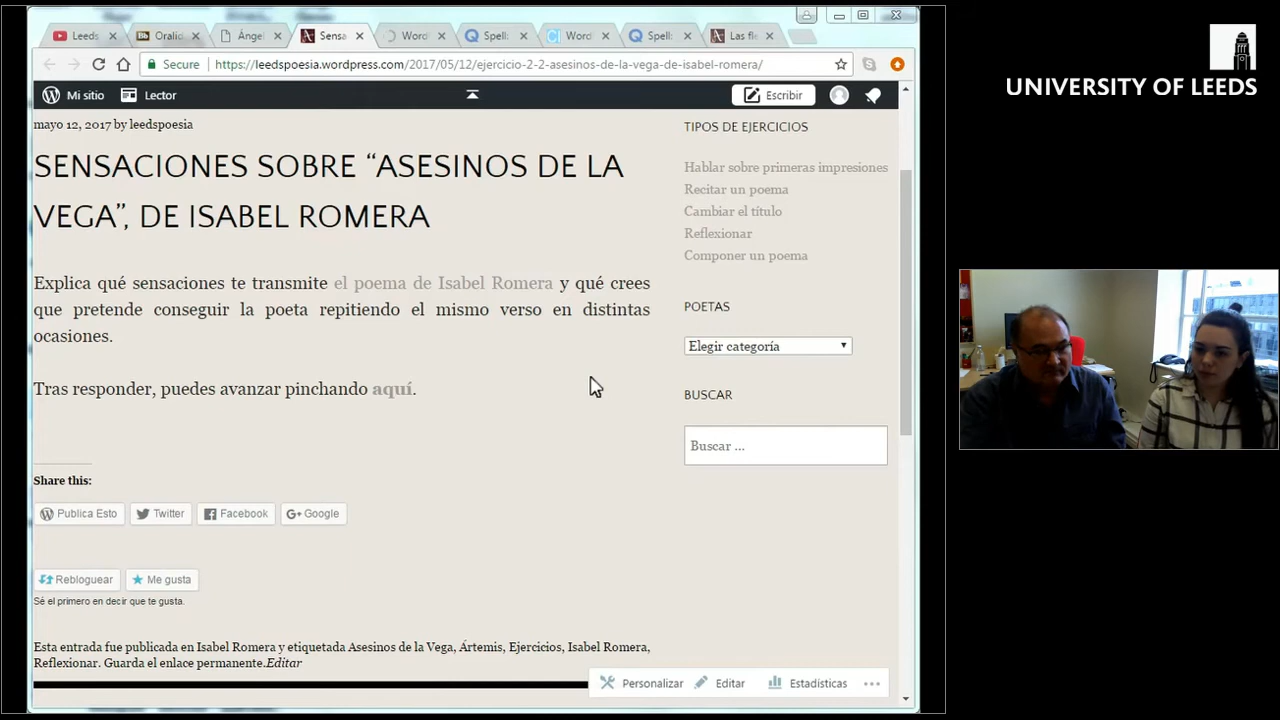 Leeds
Oralid
Ángel
Sensa
Word
Spell:
Word
Spell:
Las fle
Secure
https://leedspoesia.wordpress.com/2017/05/12/ejercicio-2-2-asesinos-de-la-vega-de-isabel-romera/
Mi sitio
Lector
Escribir
mayo 12, 2017 by leedspoesia
SENSACIONES SOBRE “ASESINOS DE LA
VEGA”, DE ISABEL ROMERA
Explica qué sensaciones te transmite el poema de Isabel Romera y qué crees
que pretende conseguir la poeta repitiendo el mismo verso en distintas
ocasiones.
Tras responder, puedes avanzar pinchando aquí.
Share this:
Publica Esto
Twitter
Facebook
G+ Google
Rebloguear
Me gusta
Sé el primero en decir que te gusta.
Esta entrada fue publicada en Isabel Romera y etiquetada Asesinos de la Vega, Ártemis, Ejercicios, Isabel Romera,
Reflexionar. Guarda el enlace permanente.Editar
TIPOS DE EJERCICIOS
Hablar sobre primeras impresiones
Recitar un poema
Cambiar el título
Reflexionar
Componer un poema
POETAS
Elegir categoría
BUSCAR
Buscar ...
Personalizar
Editar
Estadísticas
UNIVERSITY OF LEEDS